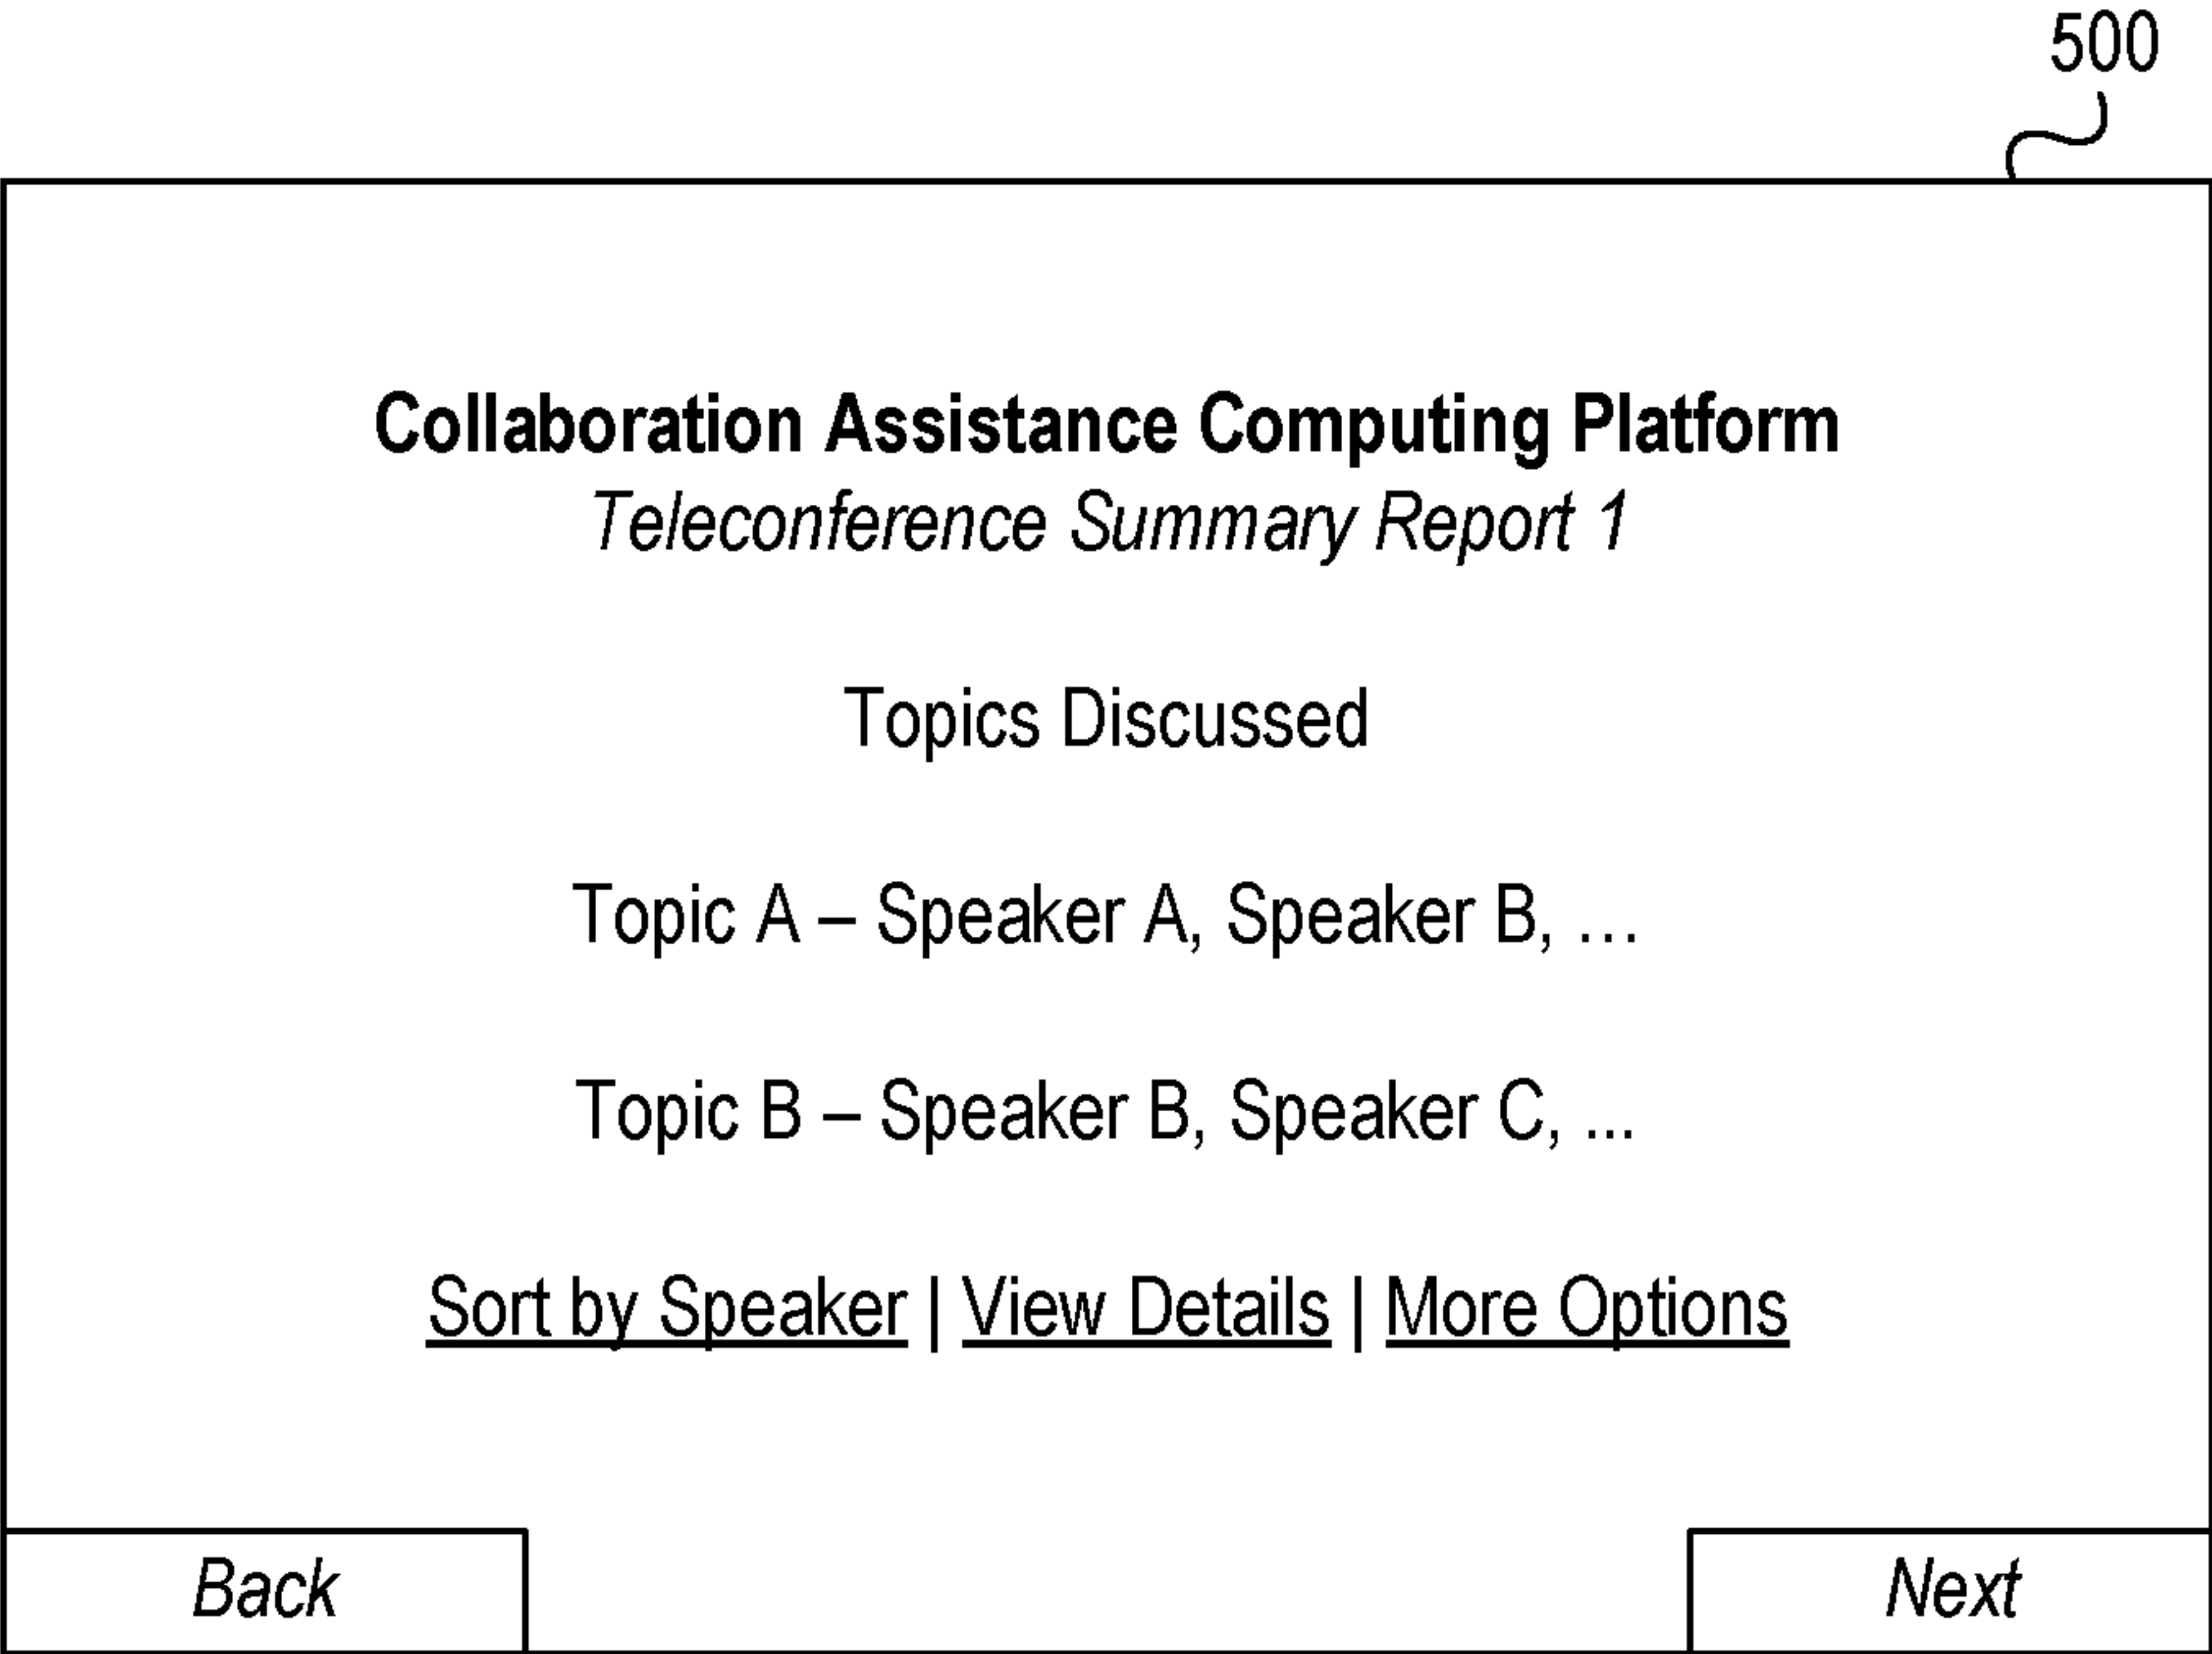 500
Collaboration Assistance Computing Platform
Teleconference Summary Report 1
Topics Discussed
Topic A – Speaker A, Speaker B, ...
Topic B – Speaker B, Speaker C, ...
Sort by Speaker | View Details | More Options
Back
Next